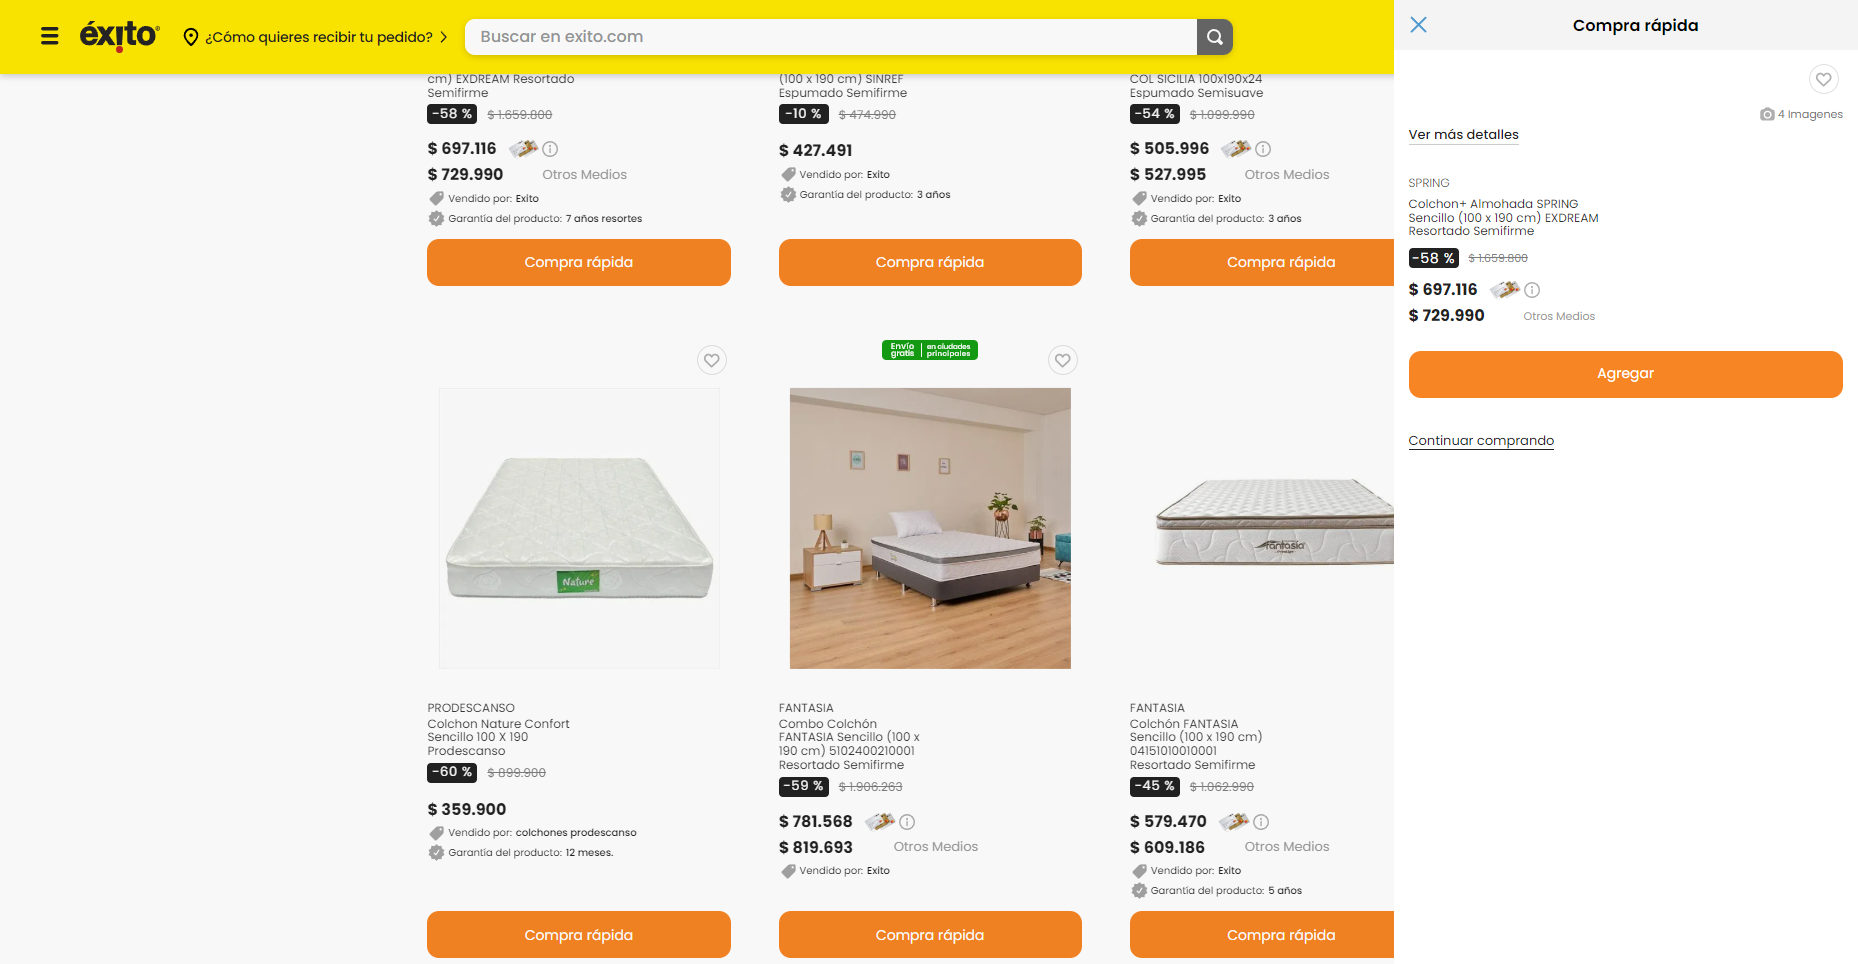 éxito
¿Cómo quieres recibir tu pedido?
Buscar en exito.com
cm) EXDREAM Resortado
Semifirme
-58 % $ 1.659.800
$ 697.116
$ 729.990 Otros Medios
Vendido por: Exito
Garantía del producto: 7 años resortes
Compra rápida
(100 x 190 cm) SINREF
Espumado Semifirme
-10 % $ 474.990
$ 427.491
Vendido por: Exito
Garantía del producto: 3 años
Compra rápida
COL SICILIA 100x190x24
Espumado Semisuave
-54 % $ 1.099.990
$ 505.996
$ 527.995 Otros Medios
Vendido por: Exito
Garantía del producto: 3 años
Compra rápida
Nature
PRODESCANSO
Colchon Nature Confort
Sencillo 100 X 190
Prodescanso
-60 % $ 899.900
$ 359.900
Vendido por: colchones prodescanso
Garantía del producto: 12 meses.
Compra rápida
Envío gratis | en ciudades principales
FANTASIA
Combo Colchón
FANTASIA Sencillo (100 x
190 cm) 5102400210001
Resortado Semifirme
-59 % $ 1.906.263
$ 781.568
$ 819.693 Otros Medios
Vendido por: Exito
Compra rápida
fantasia
FANTASIA
Colchón FANTASIA
Sencillo (100 x 190 cm)
04151010010001
Resortado Semifirme
-45 % $ 1.062.990
$ 579.470
$ 609.186 Otros Medios
Vendido por: Exito
Garantía del producto: 5 años
Compra rápida
Compra rápida
4 Imagenes
Ver más detalles
SPRING
Colchon+ Almohada SPRING
Sencillo (100 x 190 cm) EXDREAM
Resortado Semifirme
-58 % $ 1.659.800
$ 697.116
$ 729.990 Otros Medios
Agregar
Continuar comprando